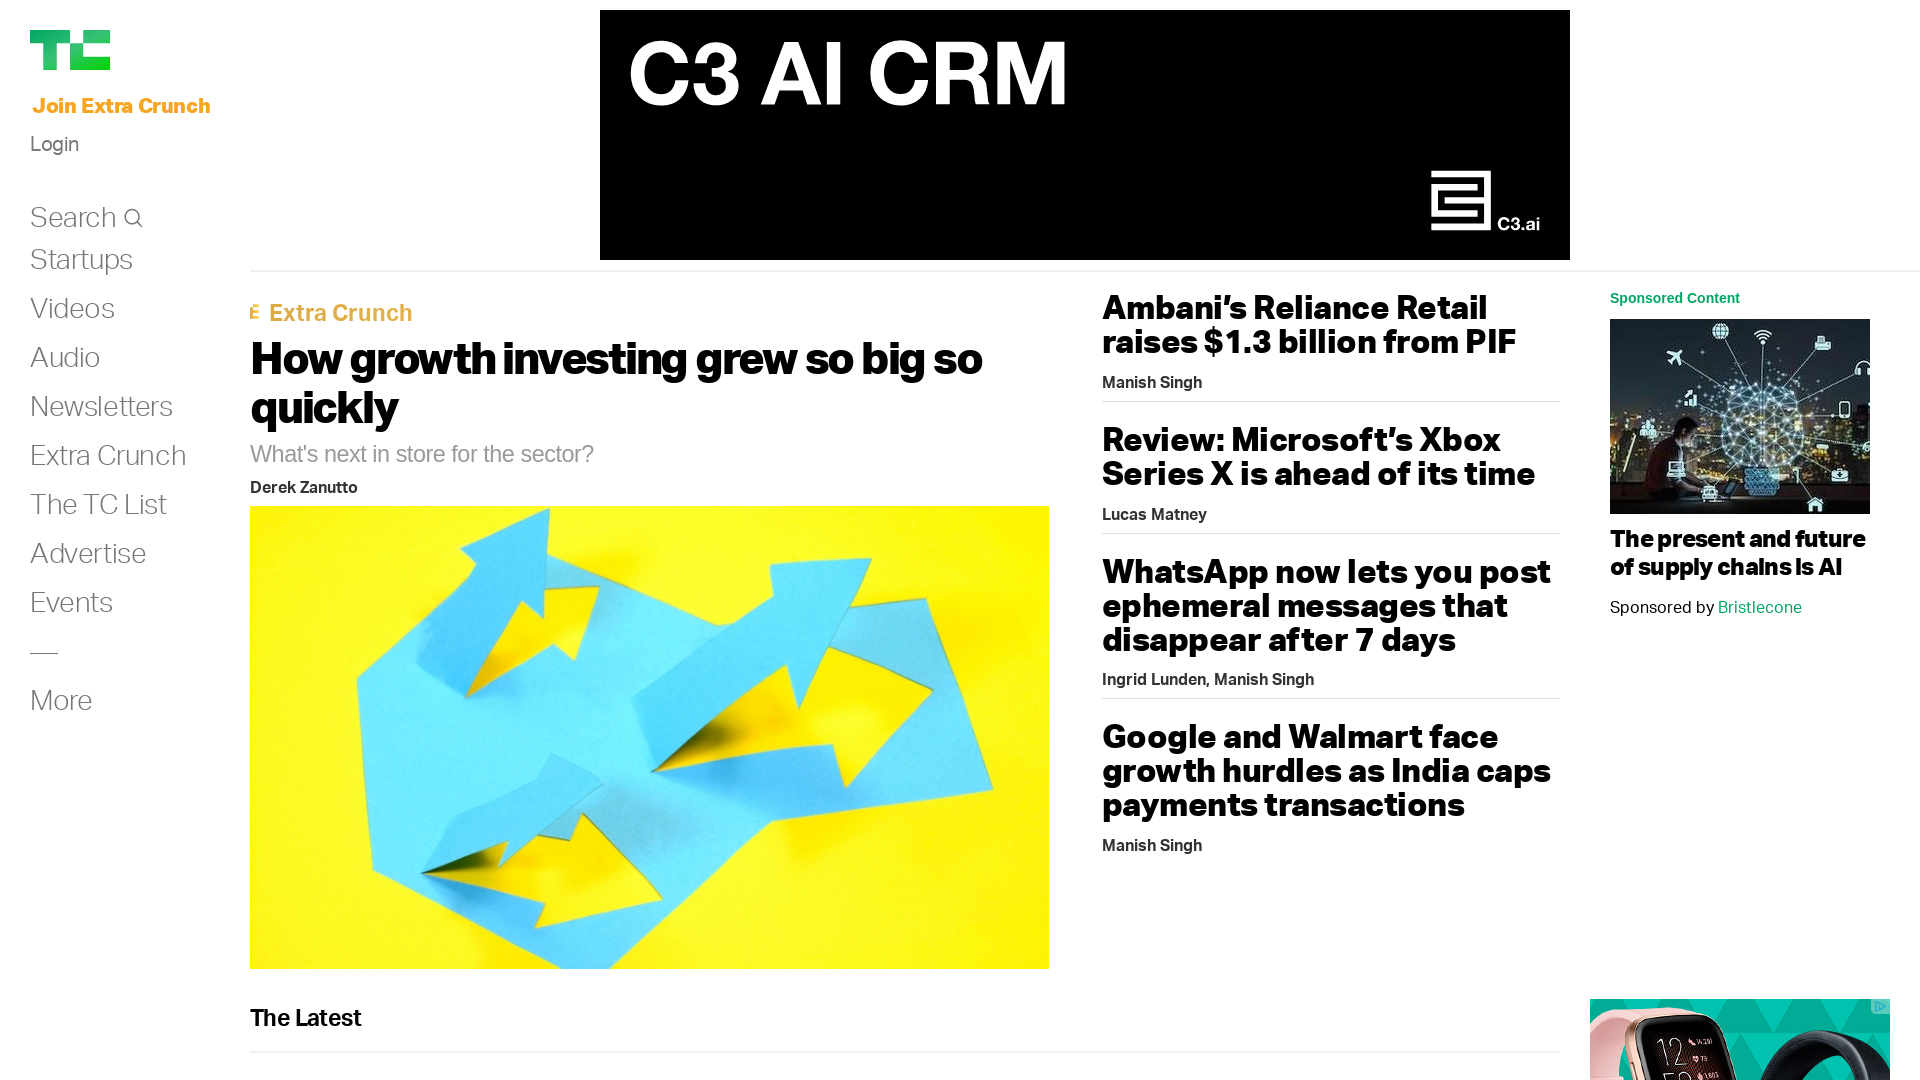 TC
Join Extra Crunch
Login
Search
Startups
Videos
Audio
Newsletters
Extra Crunch
The TC List
Advertise
Events
More
C3 AI CRM
C3.ai
Extra Crunch
How growth investing grew so big so
quickly
What's next in store for the sector?
Derek Zanutto
The Latest
Ambani's Reliance Retail
raises $1.3 billion from PIF
Manish Singh
Review: Microsoft's Xbox
Series X is ahead of its time
Lucas Matney
WhatsApp now lets you post
ephemeral messages that
disappear after 7 days
Ingrid Lunden, Manish Singh
Google and Walmart face
growth hurdles as India caps
payments transactions
Manish Singh
Sponsored Content
The present and future
of supply chains is AI
Sponsored by Bristlecone